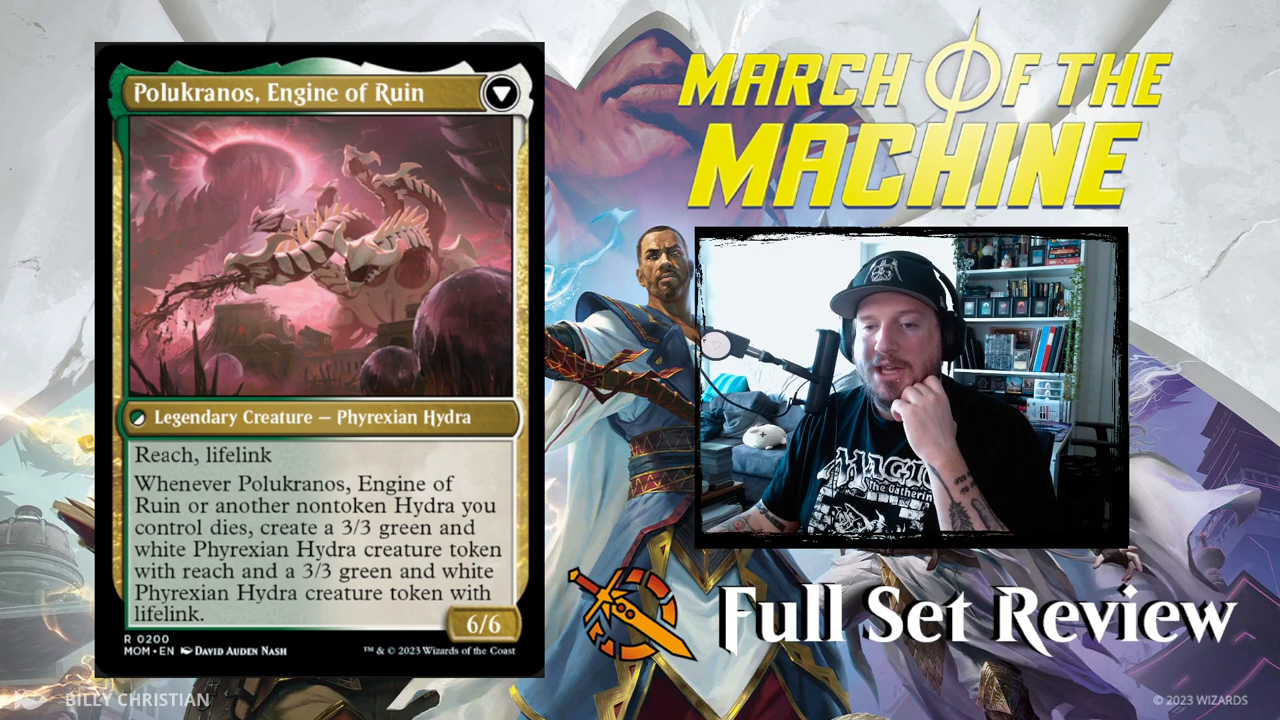 Polukranos, Engine of Ruin
Legendary Creature — Phyrexian Hydra
Reach, lifelink
Whenever Polukranos, Engine of
Ruin or another nontoken Hydra you
control dies, create a 3/3 green and
white Phyrexian Hydra creature token
with reach and a 3/3 green and white
Phyrexian Hydra creature token with
lifelink.
6/6
R 0200
MOM • EN DAVID AUDEN NASH
™ & © 2023 Wizards of the Coast
BILLY CHRISTIAN
MARCH OF THE
MACHINE
MAGIC
The Gathering
Full Set Review
© 2023 WIZARDS